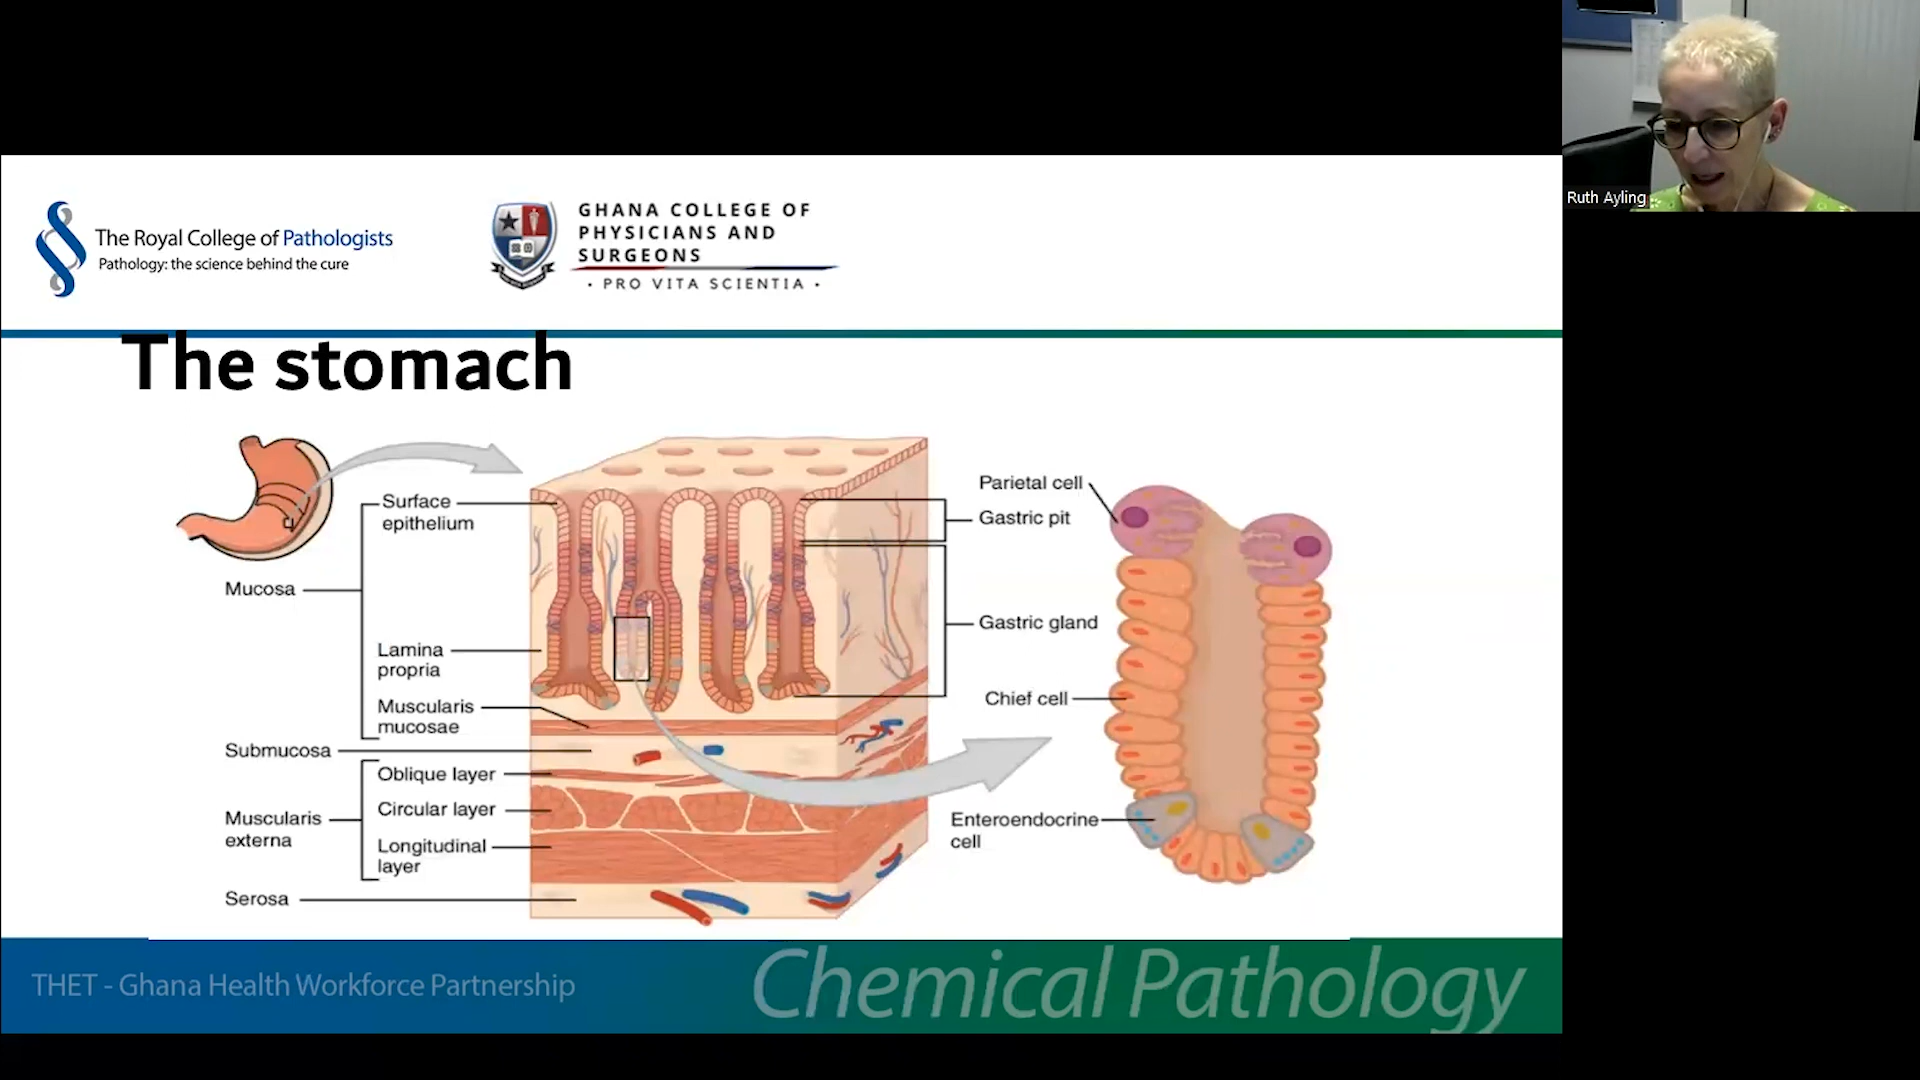 The Royal College of Pathologists
Pathology: the science behind the cure
GHANA COLLEGE OF
PHYSICIANS AND
SURGEONS
· PRO VITA SCIENTIA ·
Ruth Ayling
The stomach
Surface
epithelium
Mucosa
Lamina
propria
Muscularis
mucosae
Submucosa
Oblique layer
Muscularis
externa
Circular layer
Longitudinal
layer
Serosa
Parietal cell
Gastric pit
Gastric gland
Chief cell
Enteroendocrine
cell
THET - Ghana Health Workforce Partnership
Chemical Pathology